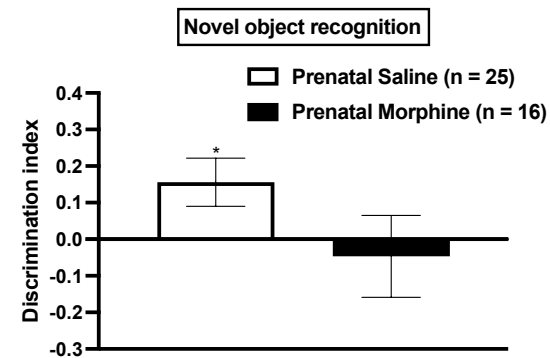 Novel object recognition
Prenatal Saline (n = 25)
Prenatal Morphine (n = 16)
Discrimination index
0.4
0.3
0.2
0.1
0.0
-0.1
-0.2
-0.3
*